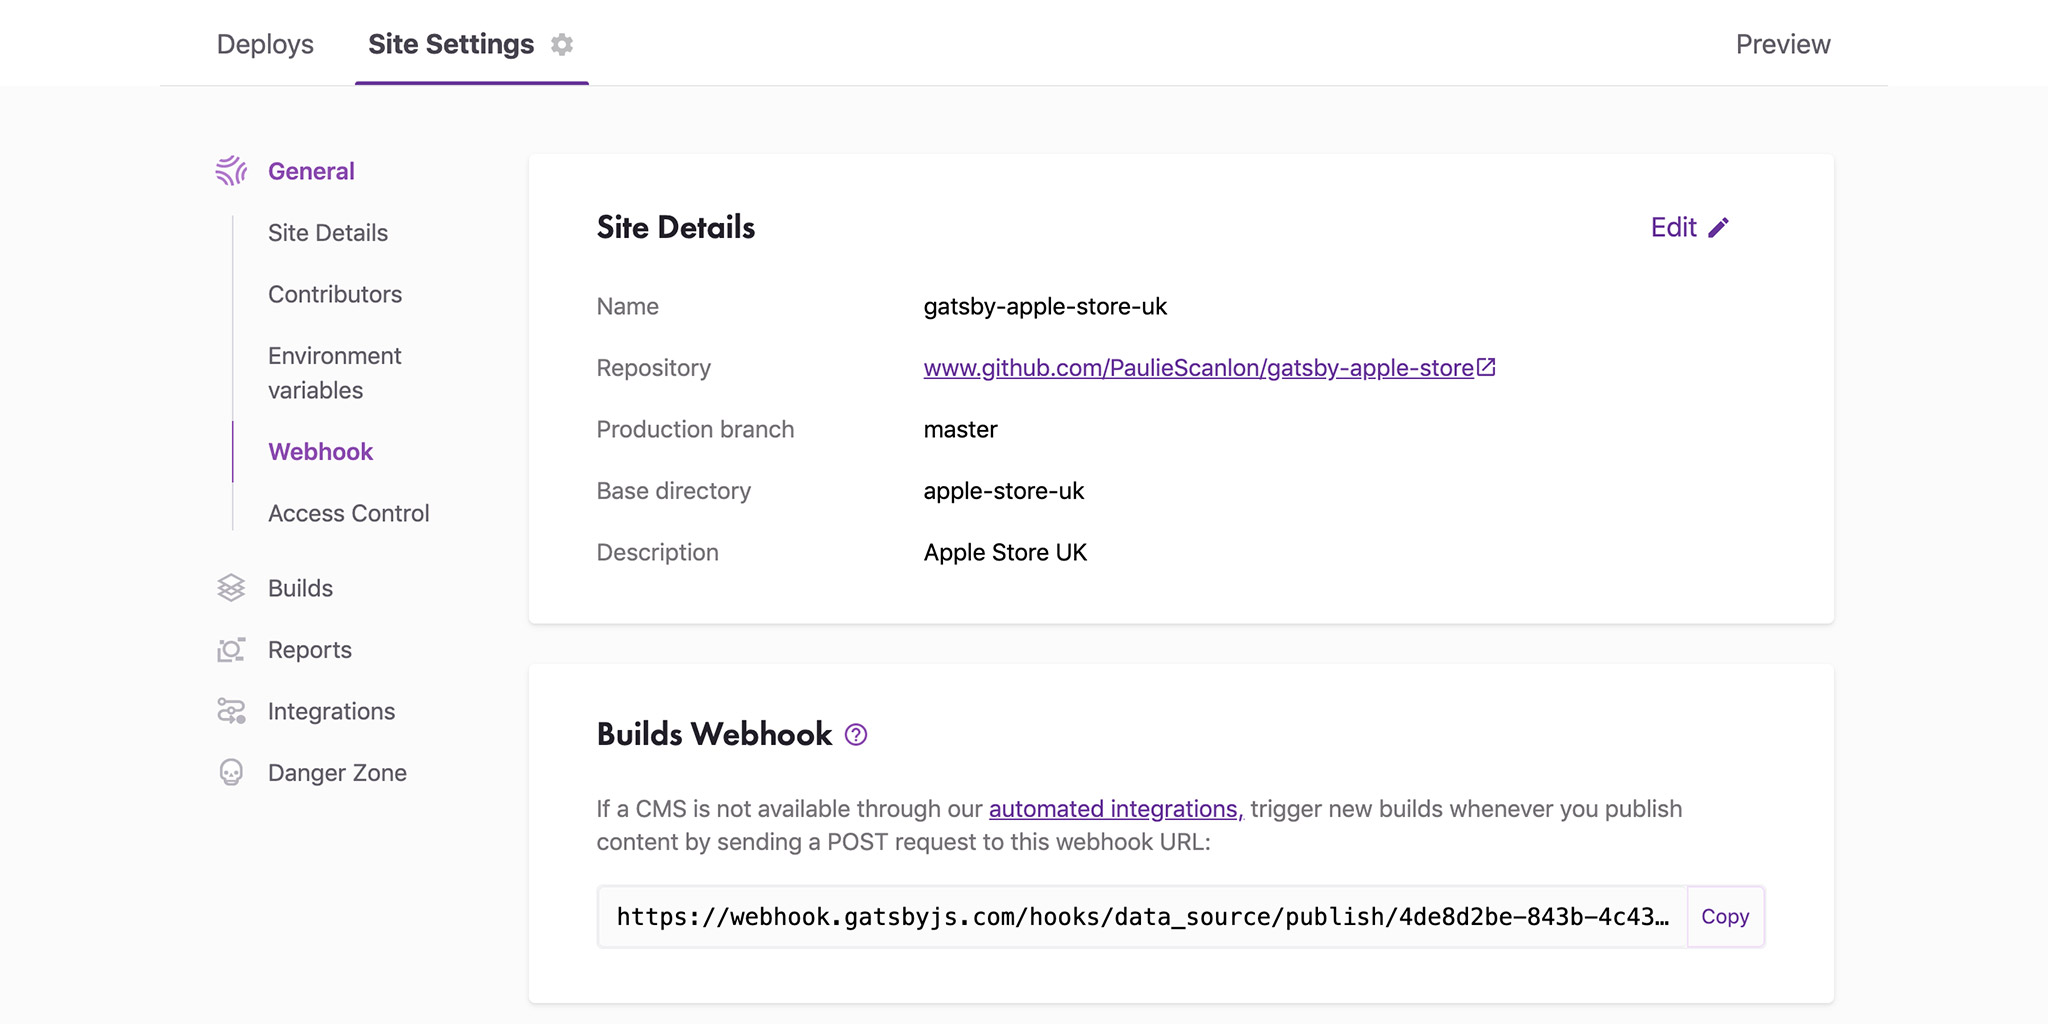 Deploys Site Settings Preview
General
Site Details
Contributors
Environment
variables
Webhook
Access Control
Builds
Reports
Integrations
Danger Zone
Site Details Edit
Name gatsby-apple-store-uk
Repository www.github.com/PaulieScanlon/gatsby-apple-store
Production branch master
Base directory apple-store-uk
Description Apple Store UK
Builds Webhook ?
If a CMS is not available through our automated integrations, trigger new builds whenever you publish
content by sending a POST request to this webhook URL:
https://webhook.gatsbyjs.com/hooks/data_source/publish/4de8d2be-843b-4c43… Copy